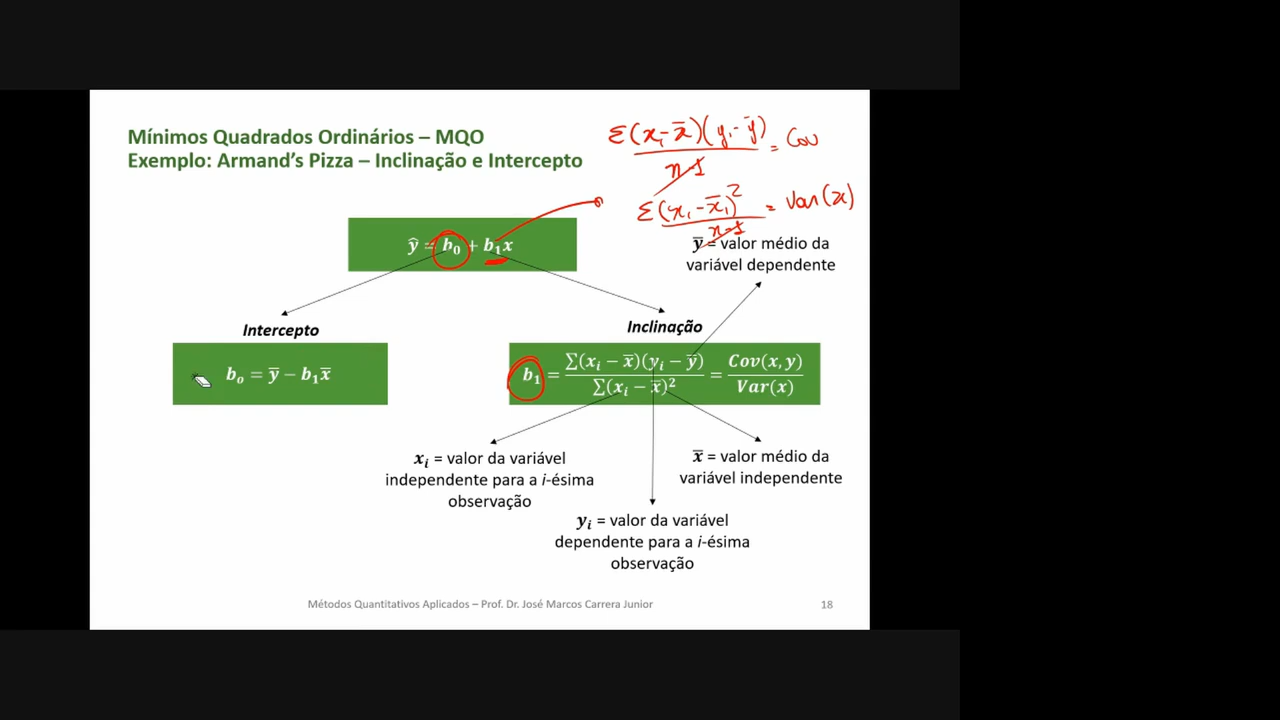 Mínimos Quadrados Ordinários – MQO
Exemplo: Armand's Pizza – Inclinação e Intercepto
Σ(xᵢ-x̅)(yᵢ-y̅)
n-1
= Cov
Σ(xᵢ-x̅ᵢ)²
n-1
= Var(x)
ŷ = b₀ + b₁x
y̅ = valor médio da
variável dependente
Intercepto
bₒ = y̅ − b₁x̅
Inclinação
b₁ = ∑(xᵢ − x̅)(yᵢ − y̅) / ∑(xᵢ − x̅)² = Cov(x, y) / Var(x)
xᵢ = valor da variável
independente para a i-ésima
observação
x̅ = valor médio da
variável independente
yᵢ = valor da variável
dependente para a i-ésima
observação
Métodos Quantitativos Aplicados – Prof. Dr. José Marcos Carrera Junior
18